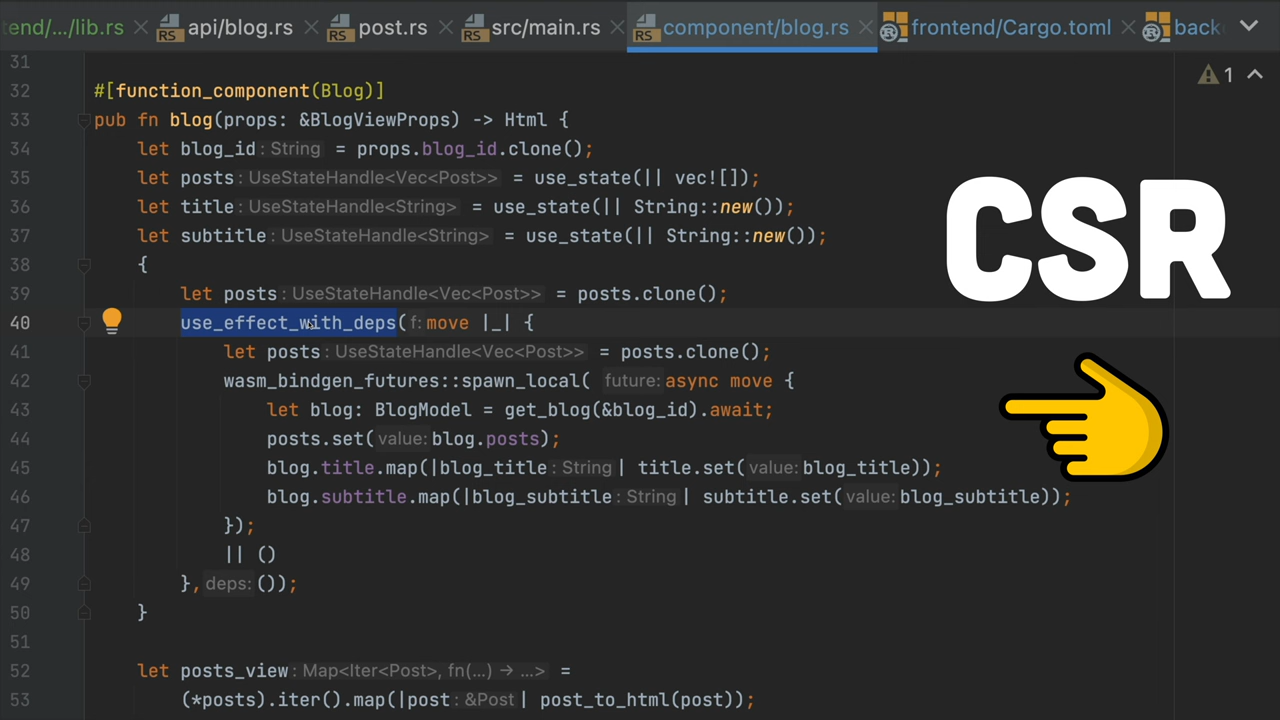 tend/.../lib.rs api/blog.rs post.rs src/main.rs component/blog.rs frontend/Cargo.toml back
31
1
32 #[function_component(Blog)]
33 pub fn blog(props: &BlogViewProps) -> Html {
34 let blog_id: String = props.blog_id.clone();
35 let posts: UseStateHandle<Vec<Post>> = use_state(|| vec![]);
36 let title: UseStateHandle<String> = use_state(|| String::new());
37 let subtitle: UseStateHandle<String> = use_state(|| String::new());
CSR
38 {
39 let posts: UseStateHandle<Vec<Post>> = posts.clone();
40 use_effect_with_deps( f: move |_| {
41 let posts: UseStateHandle<Vec<Post>> = posts.clone();
42 wasm_bindgen_futures::spawn_local( future: async move {
43 let blog: BlogModel = get_blog(&blog_id).await;
44 posts.set( value: blog.posts);
45 blog.title.map(|blog_title: String| title.set( value: blog_title));
46 blog.subtitle.map(|blog_subtitle: String| subtitle.set( value: blog_subtitle));
47 });
48 || ()
49 }, deps: ());
50 }
51
52 let posts_view: Map<Iter<Post>, fn(...) → ...> =
53 (*posts).iter().map(|post: &Post| post_to_html(post));